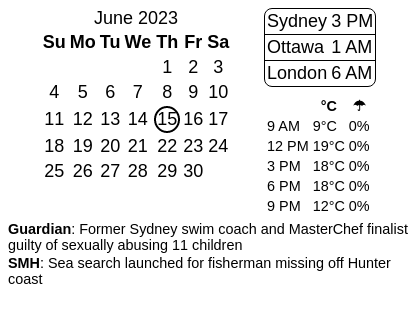 June 2023
Su Mo Tu We Th Fr Sa
1 2 3
4 5 6 7 8 9 10
11 12 13 14 15 16 17
18 19 20 21 22 23 24
25 26 27 28 29 30
Sydney 3 PM
Ottawa 1 AM
London 6 AM
°C ☂
9 AM 9°C 0%
12 PM 19°C 0%
3 PM 18°C 0%
6 PM 18°C 0%
9 PM 12°C 0%
Guardian: Former Sydney swim coach and MasterChef finalist
guilty of sexually abusing 11 children
SMH: Sea search launched for fisherman missing off Hunter
coast